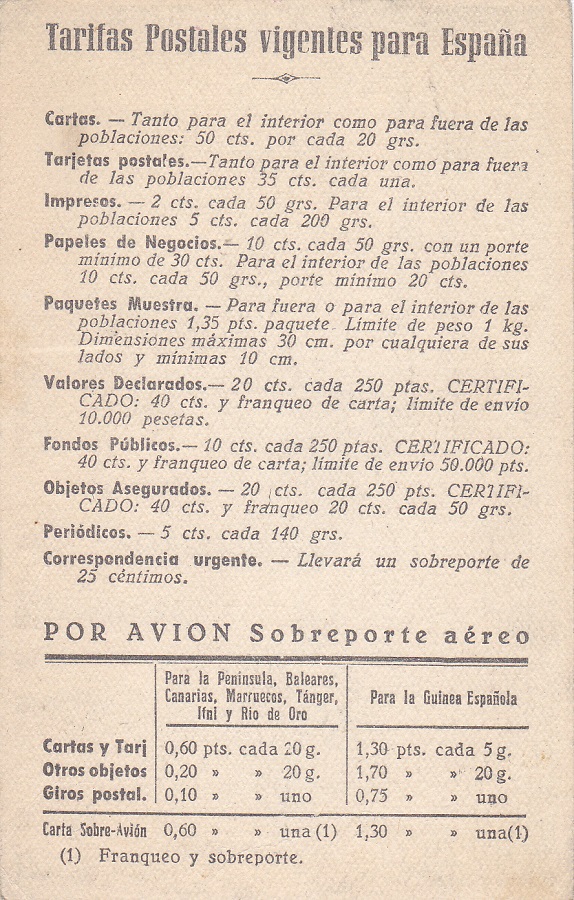 Tarifas Postales vigentes para España
Cartas. — Tanto para el interior como para fuera de las
poblaciones: 50 cts. por cada 20 grs.
Tarjetas postales.—Tanto para el interior como para fuera
de las poblaciones 35 cts. cada una.
Impresos. — 2 cts. cada 50 grs. Para el interior de las
poblaciones 5 cts. cada 200 grs.
Papeles de Negocios.— 10 cts. cada 50 grs. con un porte
mínimo de 30 cts. Para el interior de las poblaciones
10 cts. cada 50 grs., porte mínimo 20 cts.
Paquetes Muestra. — Para fuera o para el interior de las
poblaciones 1,35 pts. paquete. Límite de peso 1 kg.
Dimensiones máximas 30 cm. por cualquiera de sus
lados y mínimas 10 cm.
Valores Declarados.— 20 cts. cada 250 ptas. CERTIFI-
CADO: 40 cts. y franqueo de carta; límite de envío
10.000 pesetas.
Fondos Públicos.— 10 cts. cada 250 ptas. CERTIFICADO:
40 cts. y franqueo de carta; límite de envío 50.000 pts.
Objetos Asegurados. — 20 cts. cada 250 pts. CERTIFI-
CADO: 40 cts. y franqueo 20 cts. cada 50 grs.
Periódicos. — 5 cts. cada 140 grs.
Correspondencia urgente. — Llevará un sobreporte de
25 céntimos.
POR AVION Sobreporte aéreo
Para la Península, Baleares,
Canarias, Marruecos, Tánger,
Ifni y Rio de Oro
Para la Guinea Española
Cartas y Tarj 0,60 pts. cada 20 g. 1,30 pts. cada 5 g.
Otros objetos 0,20 » » 20 g. 1,70 » » 20 g.
Giros postal. 0,10 » » uno 0,75 » » uno
Carta Sobre-Avión 0,60 » » una (1) 1,30 » » una(1)
(1) Franqueo y sobreporte.